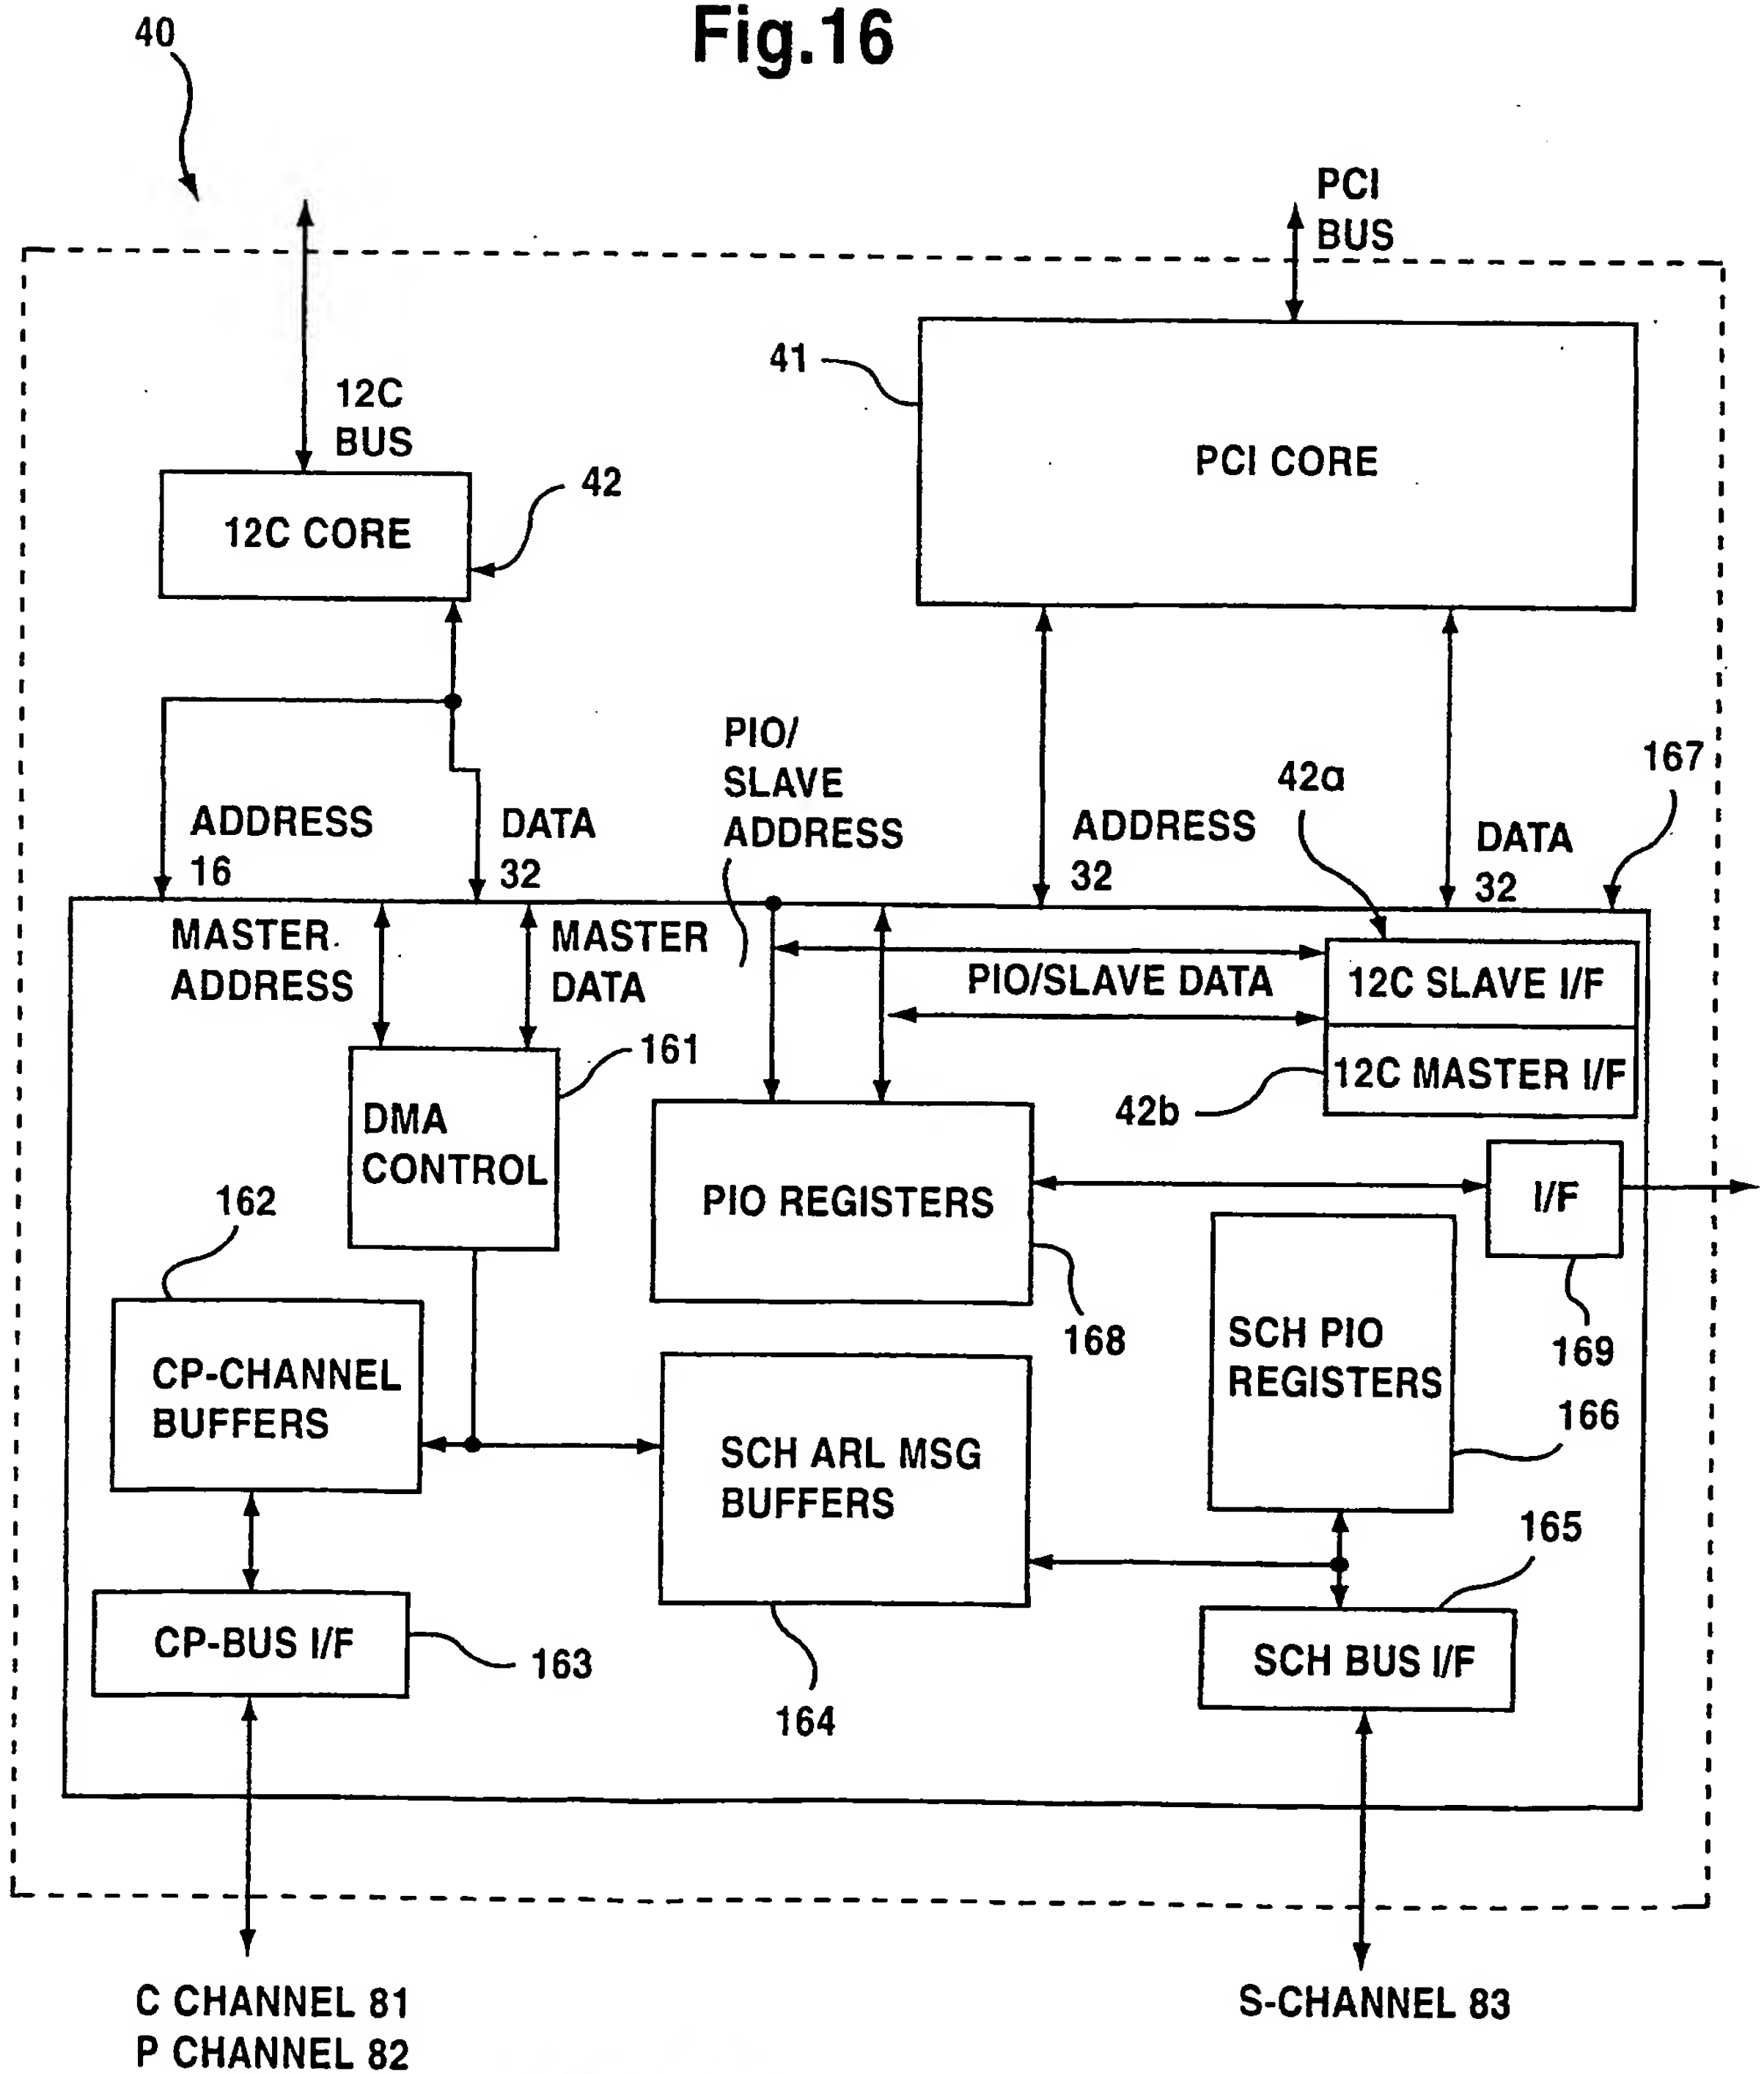 Fig.16
40
PCI
BUS
41
12C
BUS
PCI CORE
42
12C CORE
PIO/
SLAVE
ADDRESS
167
42a
ADDRESS
16
DATA
32
ADDRESS
32
DATA
32
MASTER
ADDRESS
MASTER
DATA
PIO/SLAVE DATA
12C SLAVE I/F
12C MASTER I/F
161
42b
DMA
CONTROL
162
PIO REGISTERS
I/F
168
169
SCH PIO
REGISTERS
CP-CHANNEL
BUFFERS
166
SCH ARL MSG
BUFFERS
165
CP-BUS I/F
163
SCH BUS I/F
164
C CHANNEL 81
P CHANNEL 82
S-CHANNEL 83